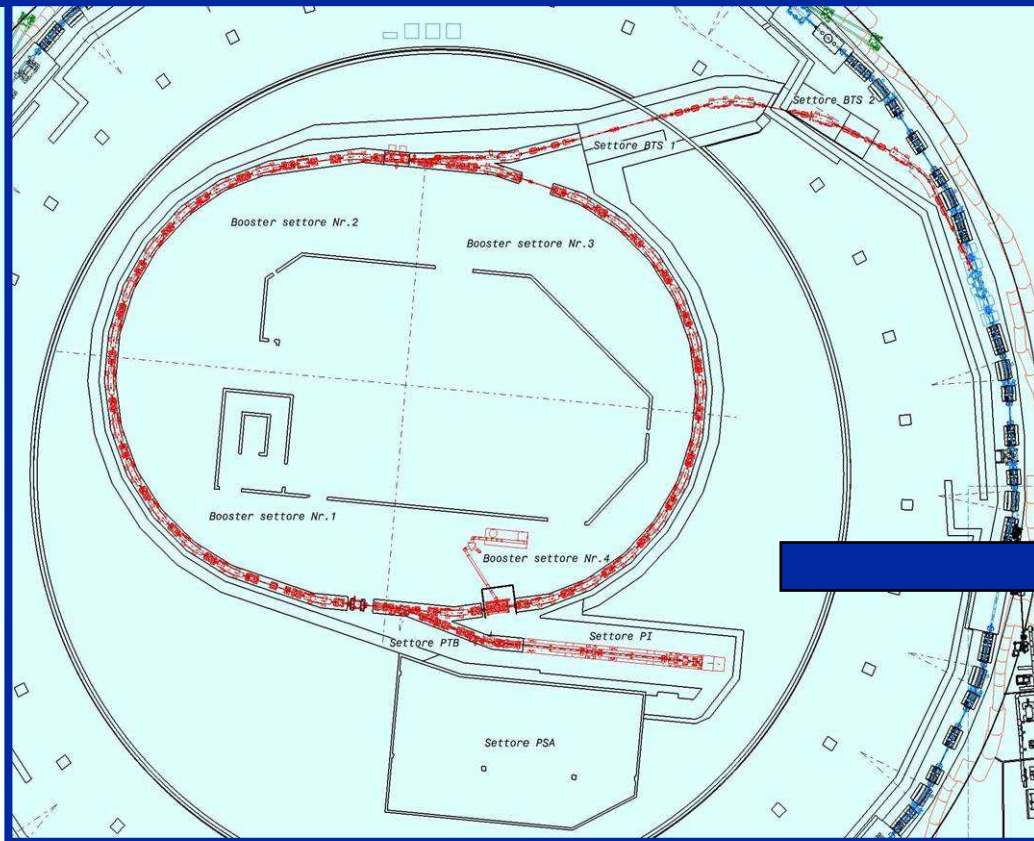 Settore BTS 2
Settore BTS 1
Booster settore Nr.2
Booster settore Nr.3
Booster settore Nr.1
Booster settore Nr.4
Settore PTB
Settore PI
Settore PSA